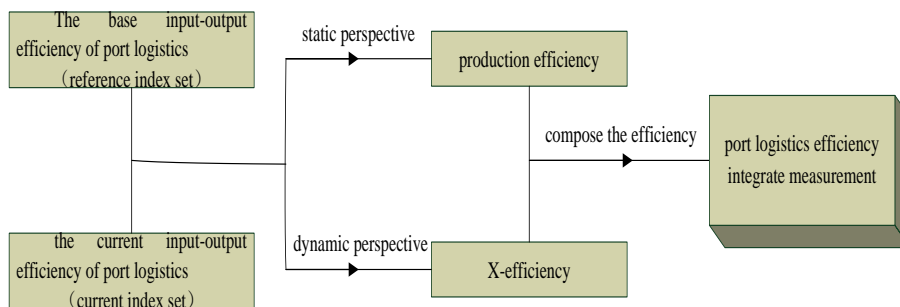 The base input-output
efficiency of port logistics
（reference index set）
static perspective
production efficiency
compose the efficiency
port logistics efficiency
integrate measurement
the current input-output
efficiency of port logistics
（current index set）
dynamic perspective
X-efficiency